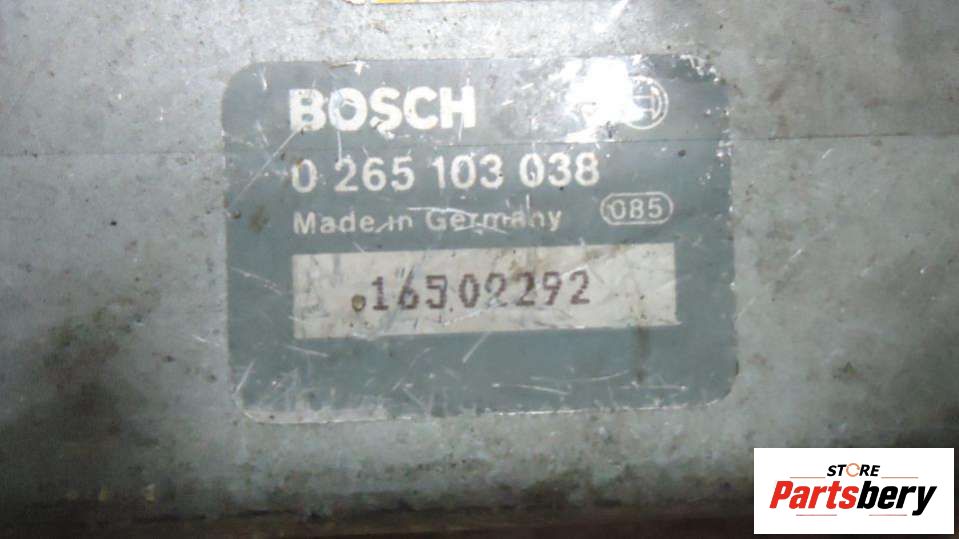 BOSCH
0 265 103 038
Made in Germany 085
.16502292
STORE
Partsbery